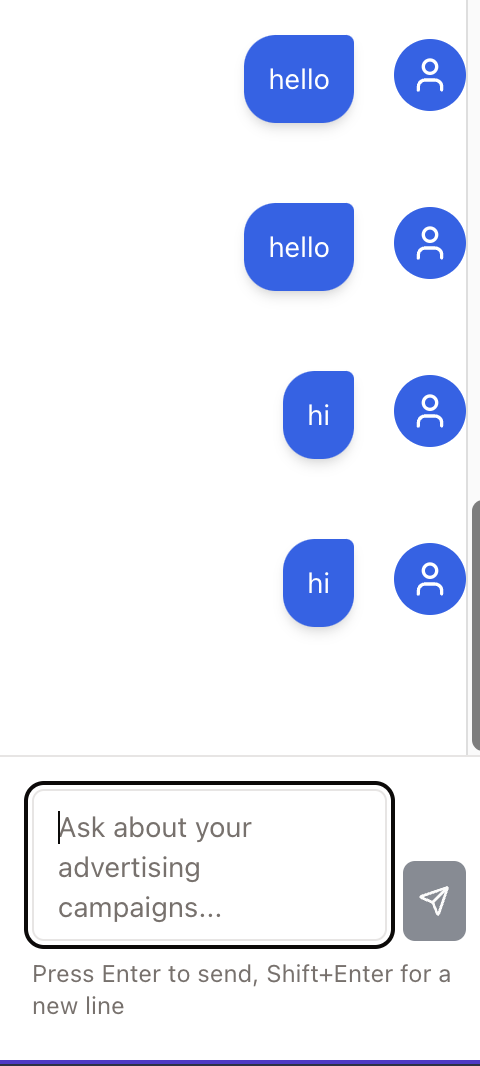 hello
hello
hi
hi
Ask about your
advertising
campaigns...
Press Enter to send, Shift+Enter for a
new line